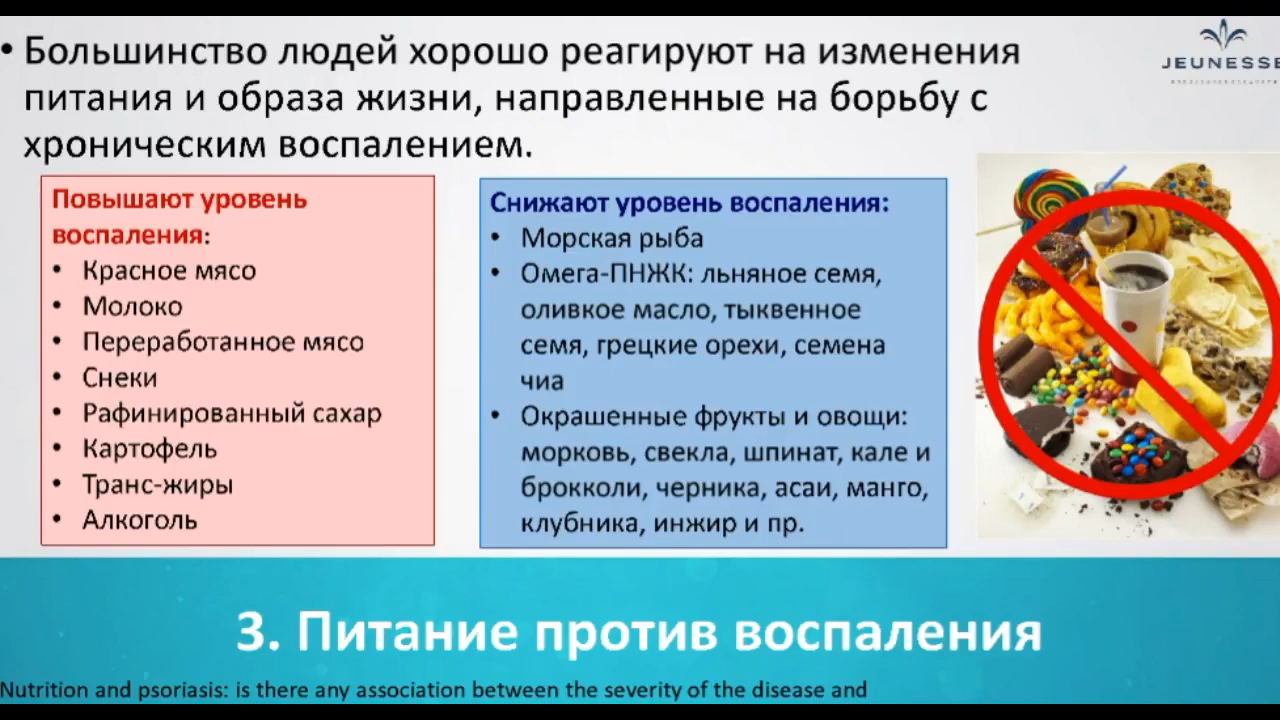 • Большинство людей хорошо реагируют на изменения
питания и образа жизни, направленные на борьбу с
хроническим воспалением.
JEUNESSE
Повышают уровень
воспаления:
• Красное мясо
• Молоко
• Переработанное мясо
• Снеки
• Рафинированный сахар
• Картофель
• Транс-жиры
• Алкоголь
Снижают уровень воспаления:
• Морская рыба
• Омега-ПНЖК: льняное семя,
оливкое масло, тыквенное
семя, грецкие орехи, семена
чиа
• Окрашенные фрукты и овощи:
морковь, свекла, шпинат, кале и
брокколи, черника, асаи, манго,
клубника, инжир и пр.
3. Питание против воспаления
Nutrition and psoriasis: is there any association between the severity of the disease and